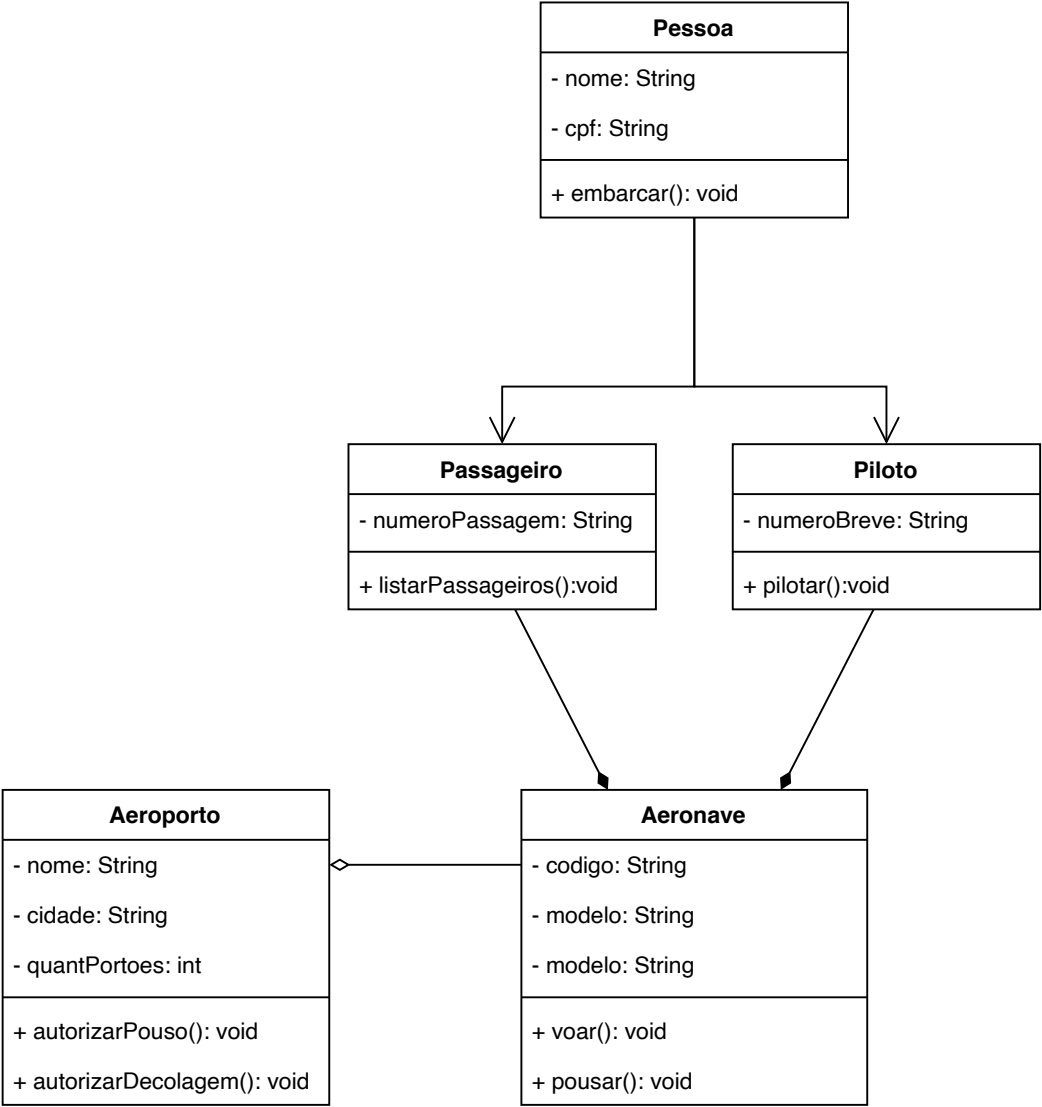 Pessoa
- nome: String
- cpf: String
+ embarcar(): void
Passageiro
- numeroPassagem: String
+ listarPassageiros():void
Piloto
- numeroBreve: String
+ pilotar():void
Aeroporto
- nome: String
- cidade: String
- quantPortoes: int
+ autorizarPouso(): void
+ autorizarDecolagem(): void
Aeronave
- codigo: String
- modelo: String
- modelo: String
+ voar(): void
+ pousar(): void